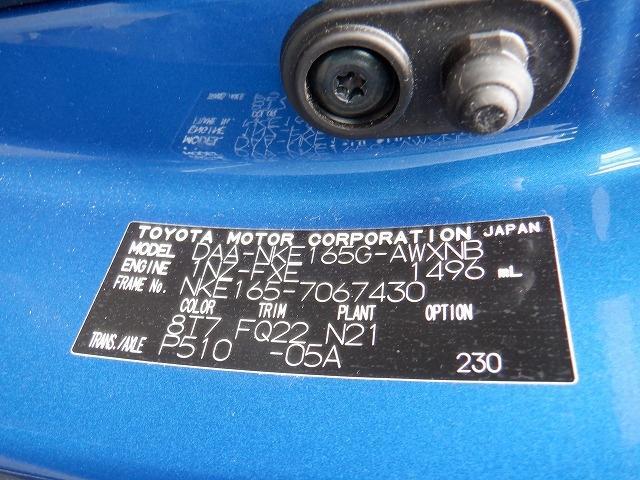 TOYOTA MOTOR CORPORATION JAPAN
MODEL DAA-NKE165G-AWXNB
ENGINE 1NZ-FXE 1496 mL
FRAME No. NKE165-7067430
COLOR TRIM PLANT OPTION
8T7 FQ22 N21
TRANS./AXLE P510 -05A 230